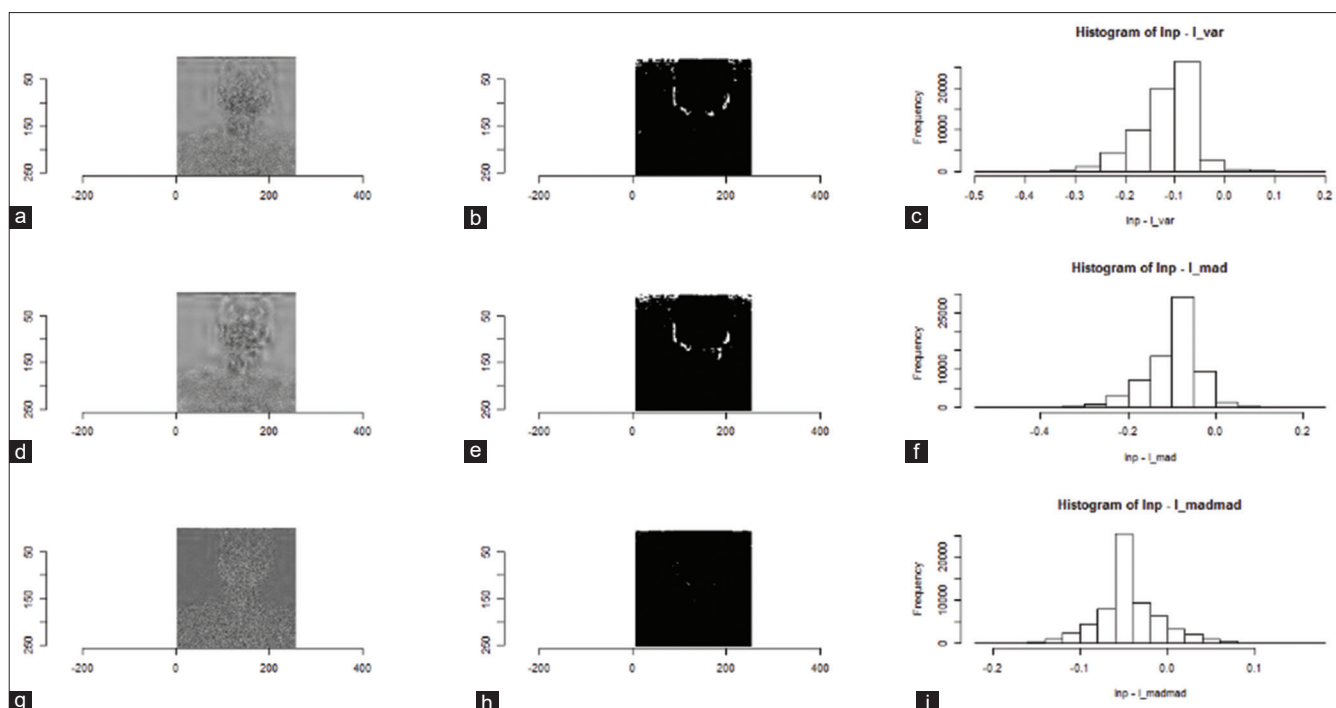 50
150
250
-200 0 200 400
a
50
150
250
-200 0 200 400
b
Histogram of Inp - I_var
Frequency
0 10000 20000
-0.5 -0.4 -0.3 -0.2 -0.1 0.0 0.1 0.2
Inp - I_var
c
50
150
250
-200 0 200 400
d
50
150
250
-200 0 200 400
e
Histogram of Inp - I_mad
Frequency
0 10000 25000
-0.4 -0.2 0.0 0.2
Inp - I_mad
f
50
150
250
-200 0 200 400
g
50
150
250
-200 0 200 400
h
Histogram of Inp - I_madmad
Frequency
0 10000 20000
-0.2 -0.1 0.0 0.1
Inp - I_madmad
i